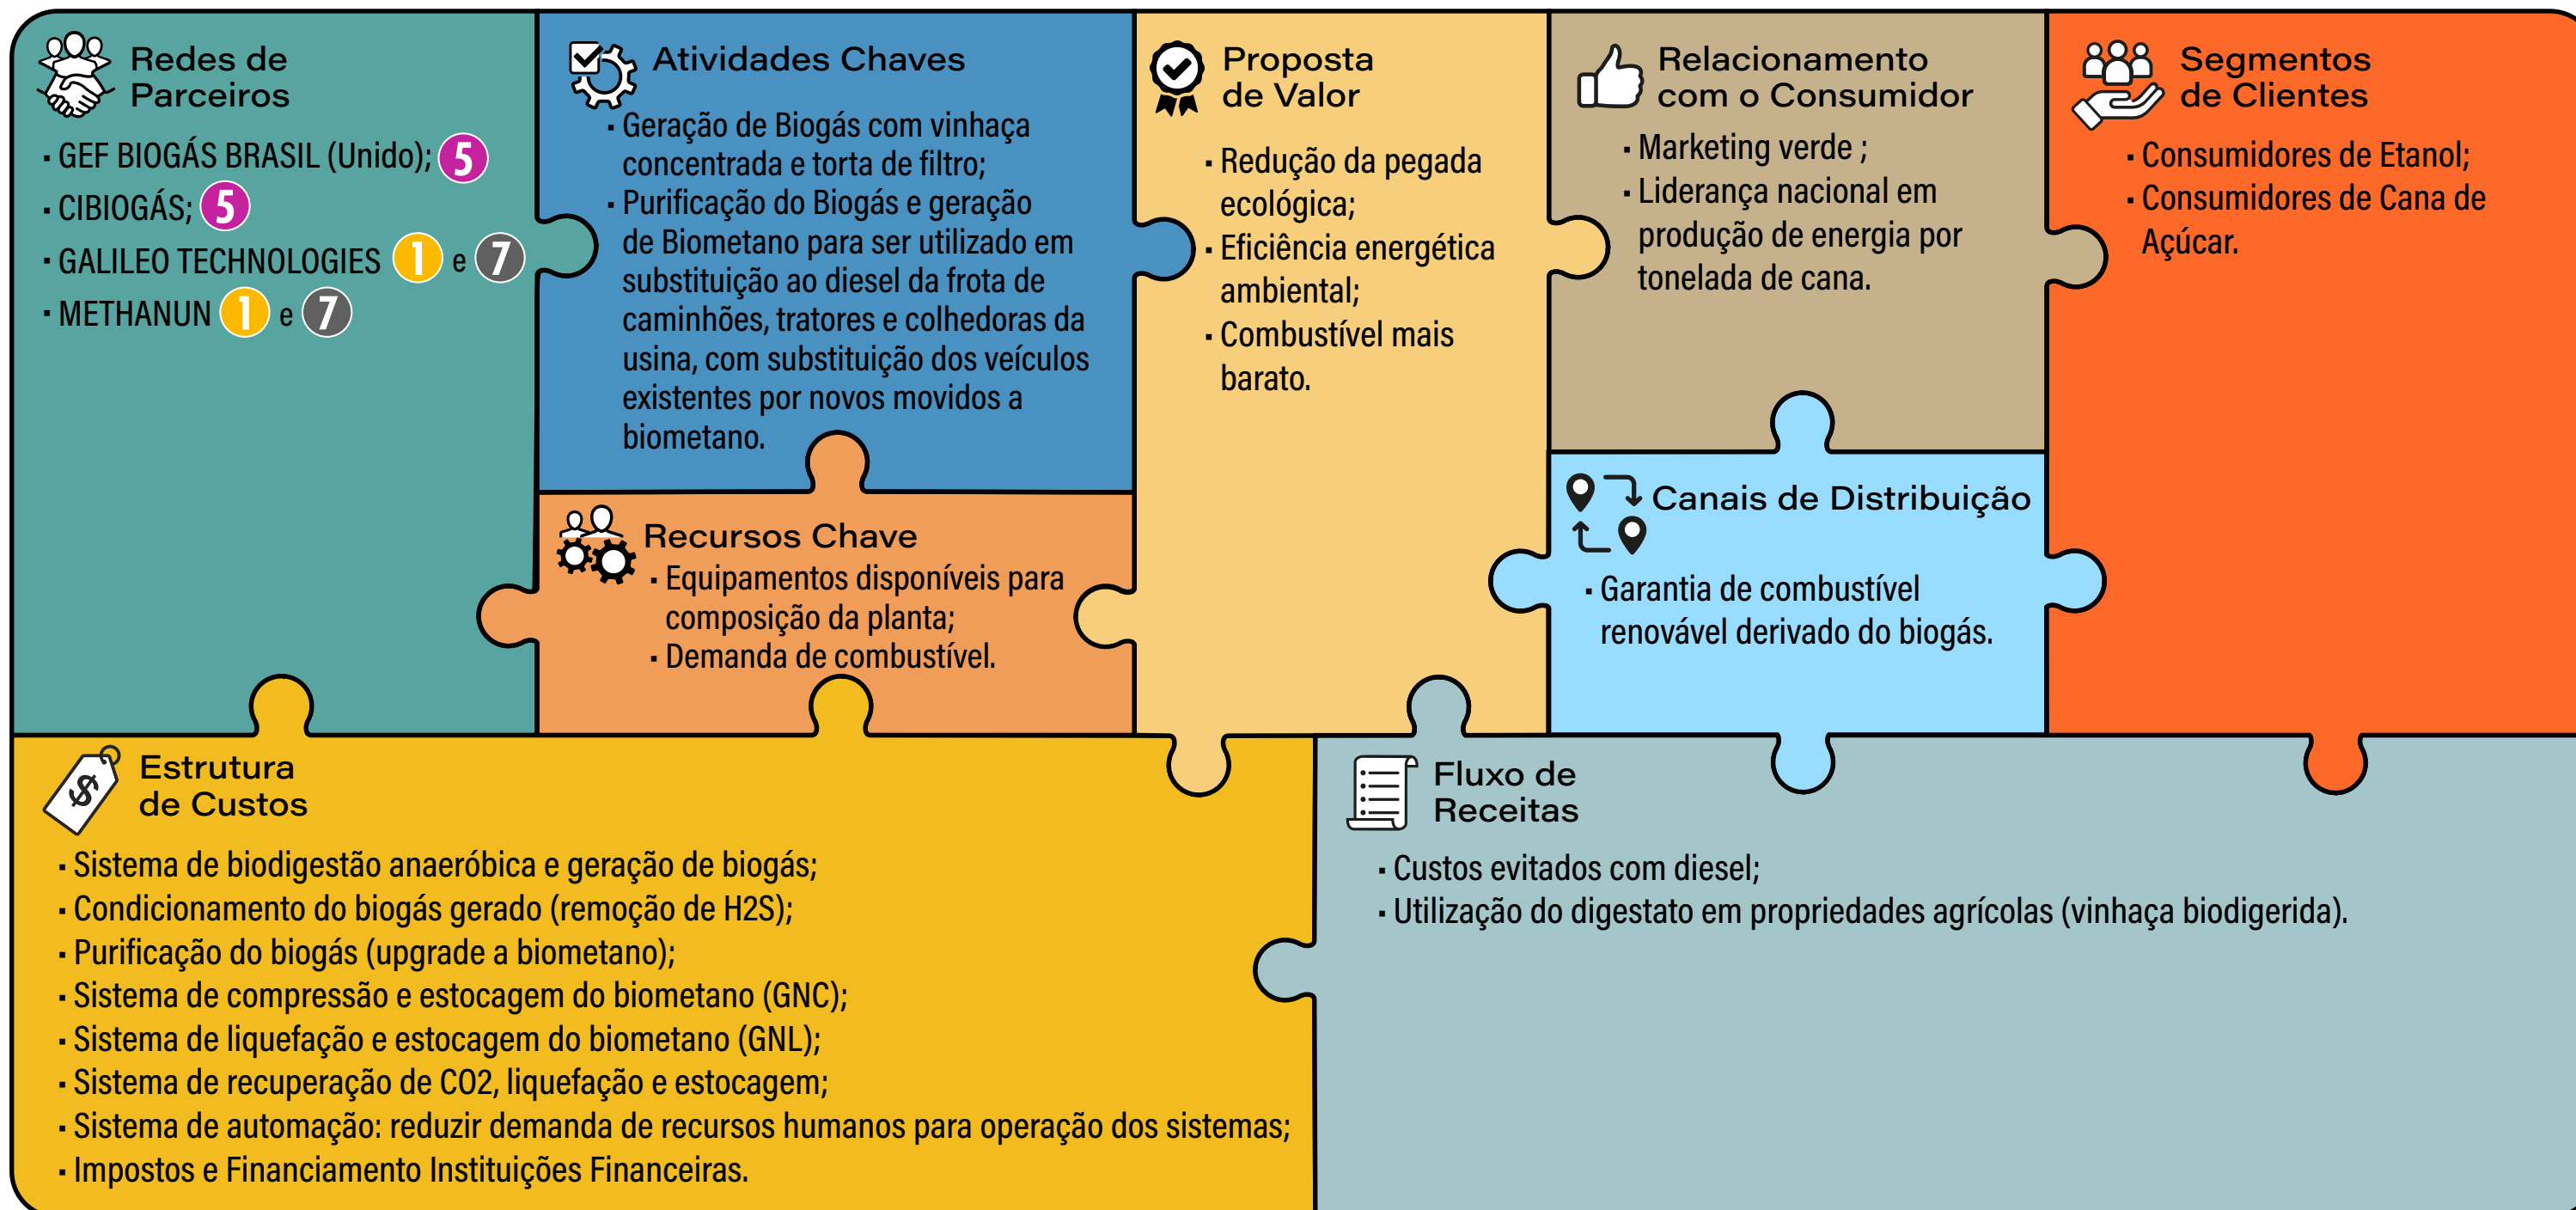 Redes de
Parceiros
· GEF BIOGÁS BRASIL (Unido); 5
· CIBIOGÁS; 5
· GALILEO TECHNOLOGIES 1 e 7
· METHANUN 1 e 7
Atividades Chaves
· Geração de Biogás com vinhaça
concentrada e torta de filtro;
· Purificação do Biogás e geração
de Biometano para ser utilizado em
substituição ao diesel da frota de
caminhões, tratores e colhedoras da
usina, com substituição dos veículos
existentes por novos movidos a
biometano.
Recursos Chave
· Equipamentos disponíveis para
composição da planta;
· Demanda de combustível.
Proposta
de Valor
· Redução da pegada
ecológica;
· Eficiência energética
ambiental;
· Combustível mais
barato.
Relacionamento
com o Consumidor
· Marketing verde ;
· Liderança nacional em
produção de energia por
tonelada de cana.
Canais de Distribuição
· Garantia de combustível
renovável derivado do biogás.
Segmentos
de Clientes
· Consumidores de Etanol;
· Consumidores de Cana de
Açúcar.
$
Estrutura
de Custos
· Sistema de biodigestão anaeróbica e geração de biogás;
· Condicionamento do biogás gerado (remoção de H2S);
· Purificação do biogás (upgrade a biometano);
· Sistema de compressão e estocagem do biometano (GNC);
· Sistema de liquefação e estocagem do biometano (GNL);
· Sistema de recuperação de CO2, liquefação e estocagem;
· Sistema de automação: reduzir demanda de recursos humanos para operação dos sistemas;
· Impostos e Financiamento Instituições Financeiras.
Fluxo de
Receitas
· Custos evitados com diesel;
· Utilização do digestato em propriedades agrícolas (vinhaça biodigerida).